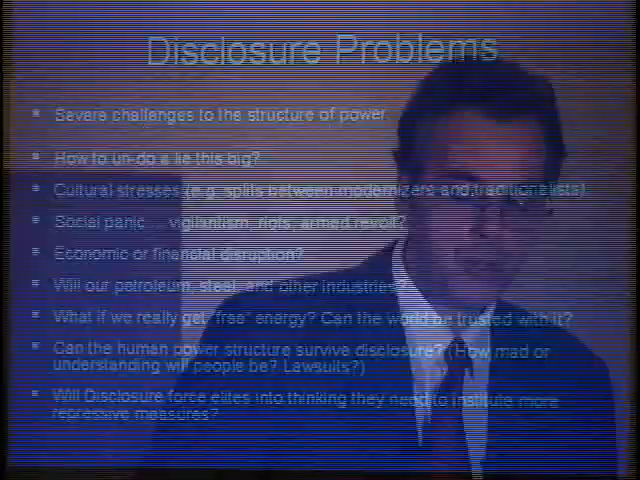 Disclosure Problems
Severe challenges to the structure of power.
How to un-do a lie this big?
Cultural stresses (e.g. splits between modernizers and traditionalists)
Social panic ... vigilantism, riots, armed revolt?
Economic or financial disruption?
Will our petroleum, steel, and other industries?
What if we really get "free" energy? Can the world be trusted with it?
Can the human power structure survive disclosure? (How mad or
understanding will people be? Lawsuits?)
Will Disclosure force elites into thinking they need to institute more
repressive measures?